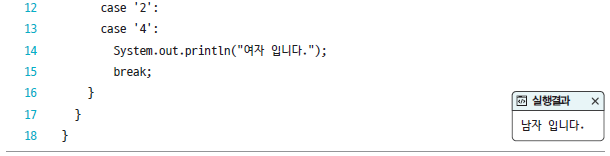 12 case '2':
13 case '4':
14 System.out.println("여자 입니다.");
15 break;
16 }
17 }
18 }
실행결과 ×
남자 입니다.